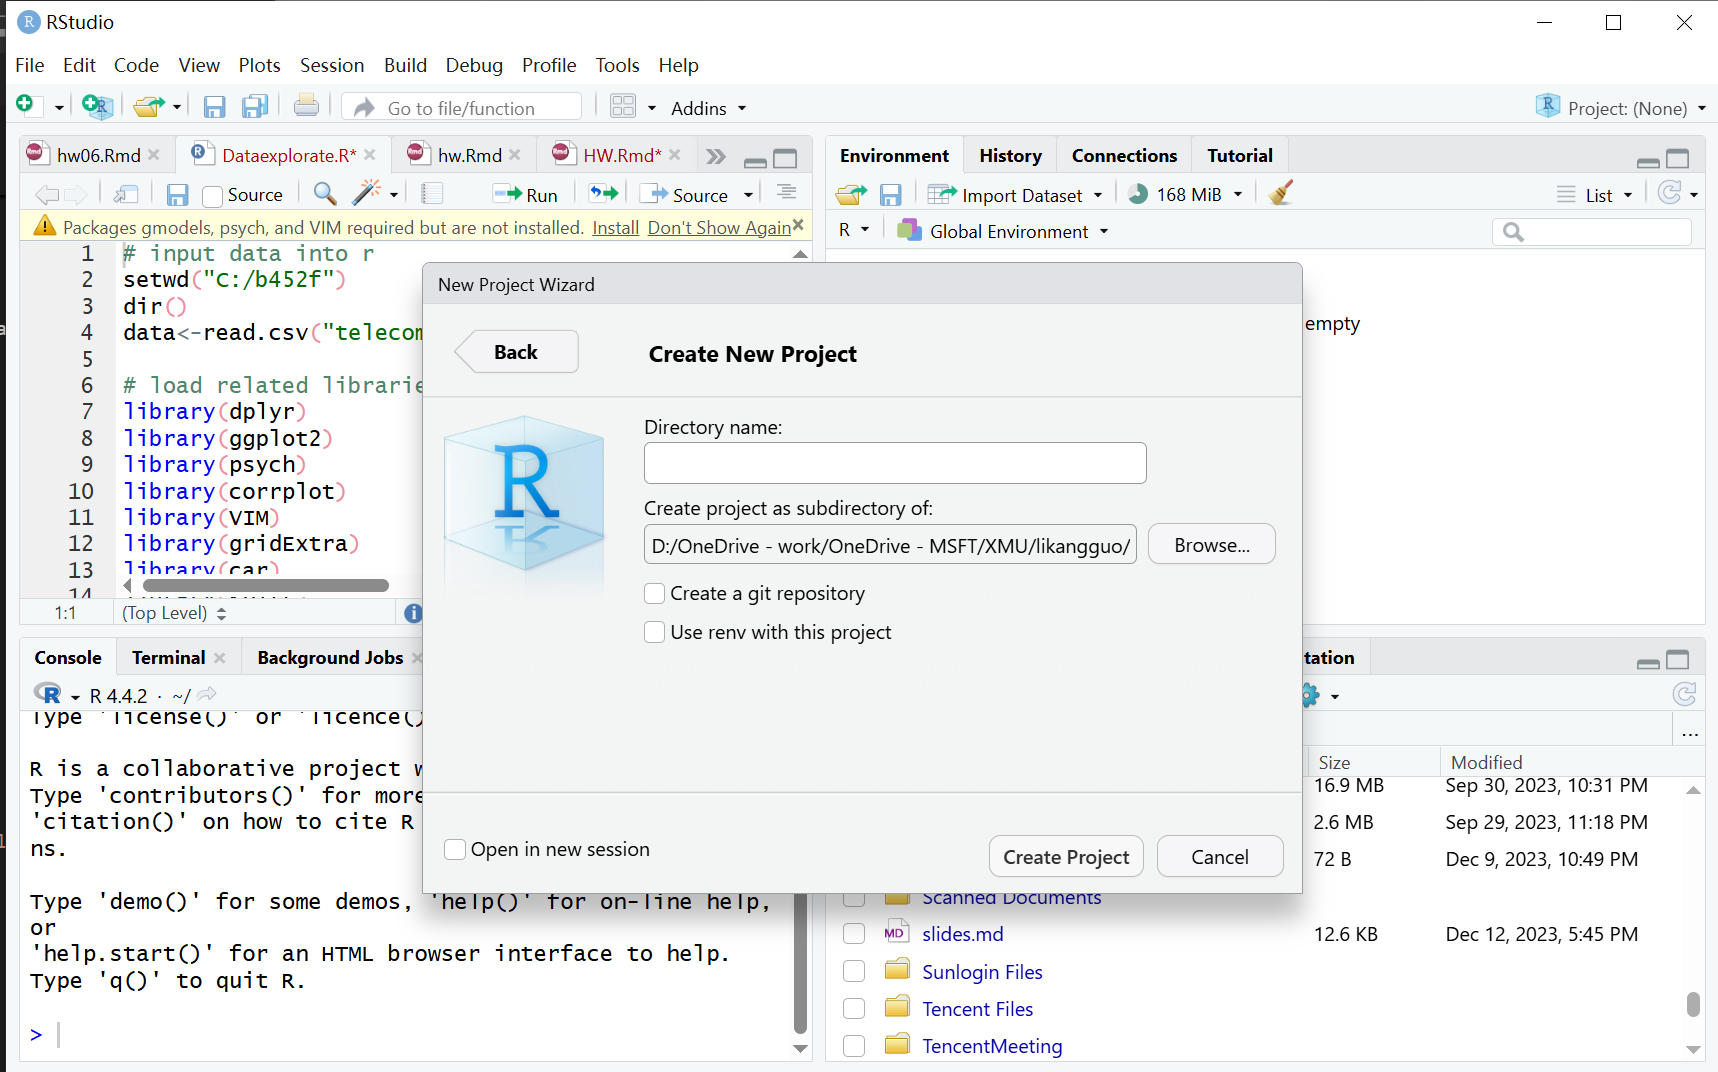 RStudio
File Edit Code View Plots Session Build Debug Profile Tools Help
Go to file/function Addins Project: (None)
hw06.Rmd Dataexplorate.R* hw.Rmd HW.Rmd*
Source Run Source
Packages gmodels, psych, and VIM required but are not installed. Install Don't Show Again
1 # input data into r
2 setwd("C:/b452f")
3 dir()
4 data<-read.csv("telecom
5
6 # load related librarie
7 library(dplyr)
8 library(ggplot2)
9 library(psych)
10 library(corrplot)
11 library(VIM)
12 library(gridExtra)
13 library(car)
14
1:1 (Top Level)
Environment History Connections Tutorial
Import Dataset 168 MiB List
R Global Environment
empty
New Project Wizard
Back
Create New Project
R
Directory name:
Create project as subdirectory of:
D:/OneDrive - work/OneDrive - MSFT/XMU/likangguo/
Browse...
Create a git repository
Use renv with this project
Open in new session
Create Project
Cancel
Console Terminal Background Jobs
R 4.4.2 · ~/
Type 'license()' or 'licence()
R is a collaborative project w
Type 'contributors()' for more
'citation()' on how to cite R
ns.
Type 'demo()' for some demos, 'help()' for on-line help,
or
'help.start()' for an HTML browser interface to help.
Type 'q()' to quit R.
>
tation
...
Size Modified
16.9 MB Sep 30, 2023, 10:31 PM
2.6 MB Sep 29, 2023, 11:18 PM
72 B Dec 9, 2023, 10:49 PM
Scanned Documents
MD slides.md 12.6 KB Dec 12, 2023, 5:45 PM
Sunlogin Files
Tencent Files
TencentMeeting